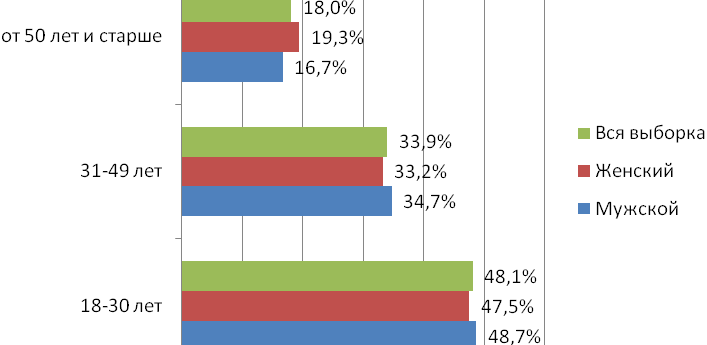 18,0%
от 50 лет и старше
19,3%
16,7%
33,9%
31-49 лет
33,2%
34,7%
48,1%
18-30 лет
47,5%
48,7%
Вся выборка
Женский
Мужской